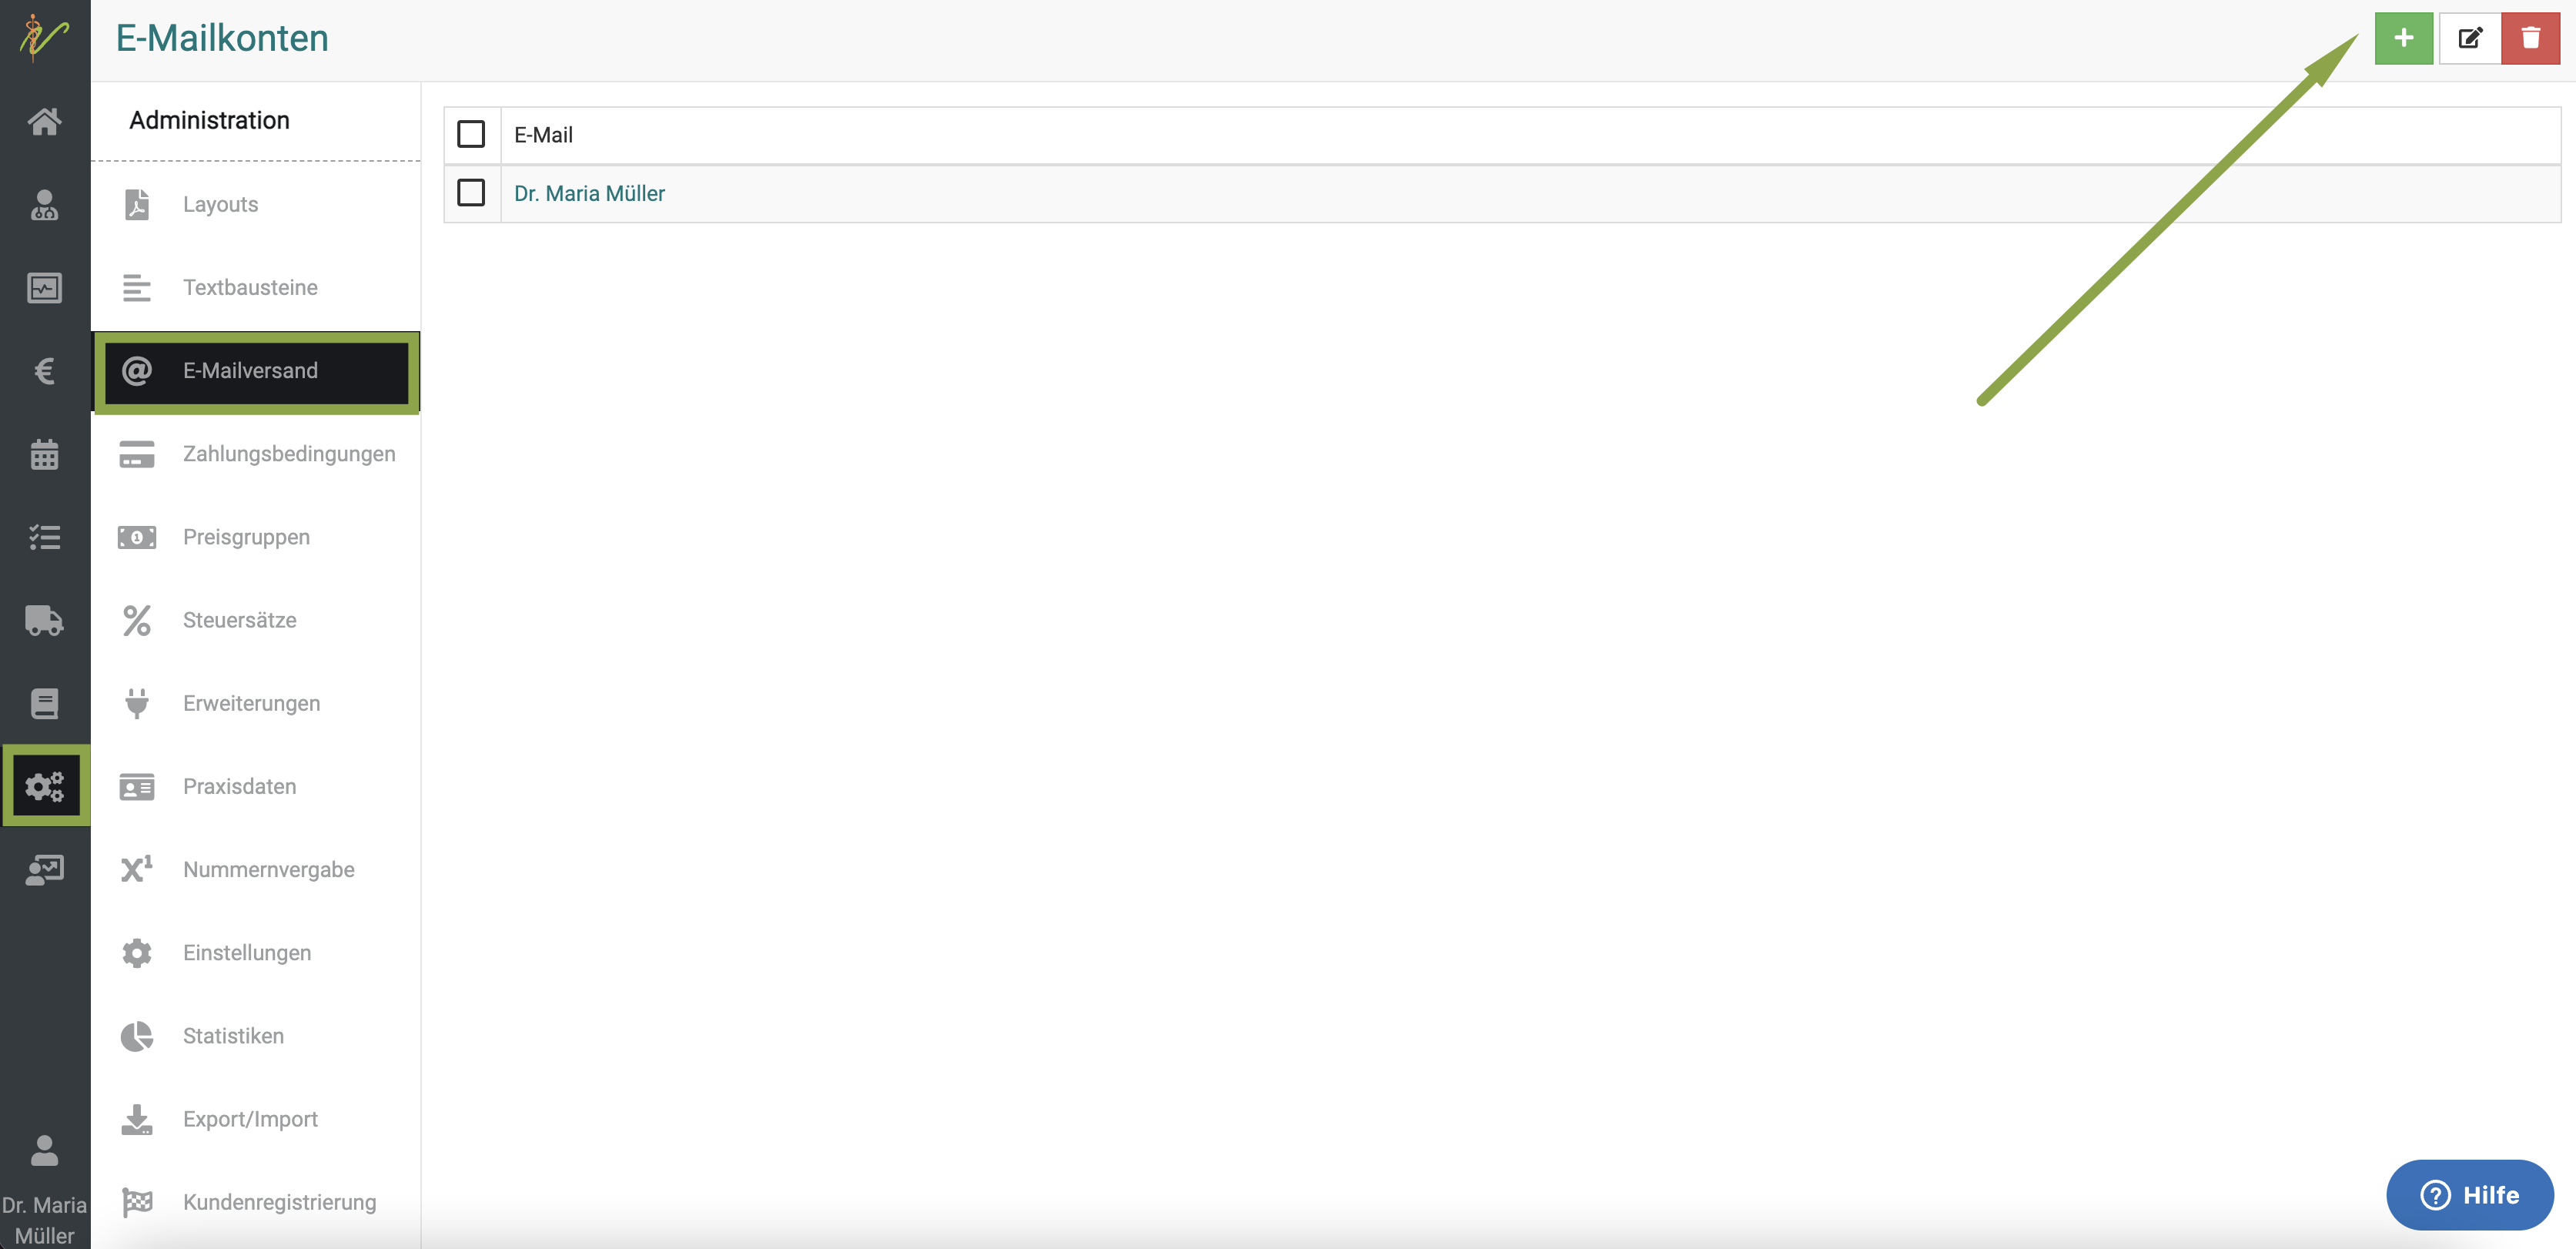 E-Mailkonten
Administration
Layouts
Textbausteine
E-Mailversand
Zahlungsbedingungen
Preisgruppen
Steuersätze
Erweiterungen
Praxisdaten
Nummernvergabe
Einstellungen
Statistiken
Export/Import
Kundenregistrierung
E-Mail
Dr. Maria Müller
Dr. Maria
Müller
Hilfe